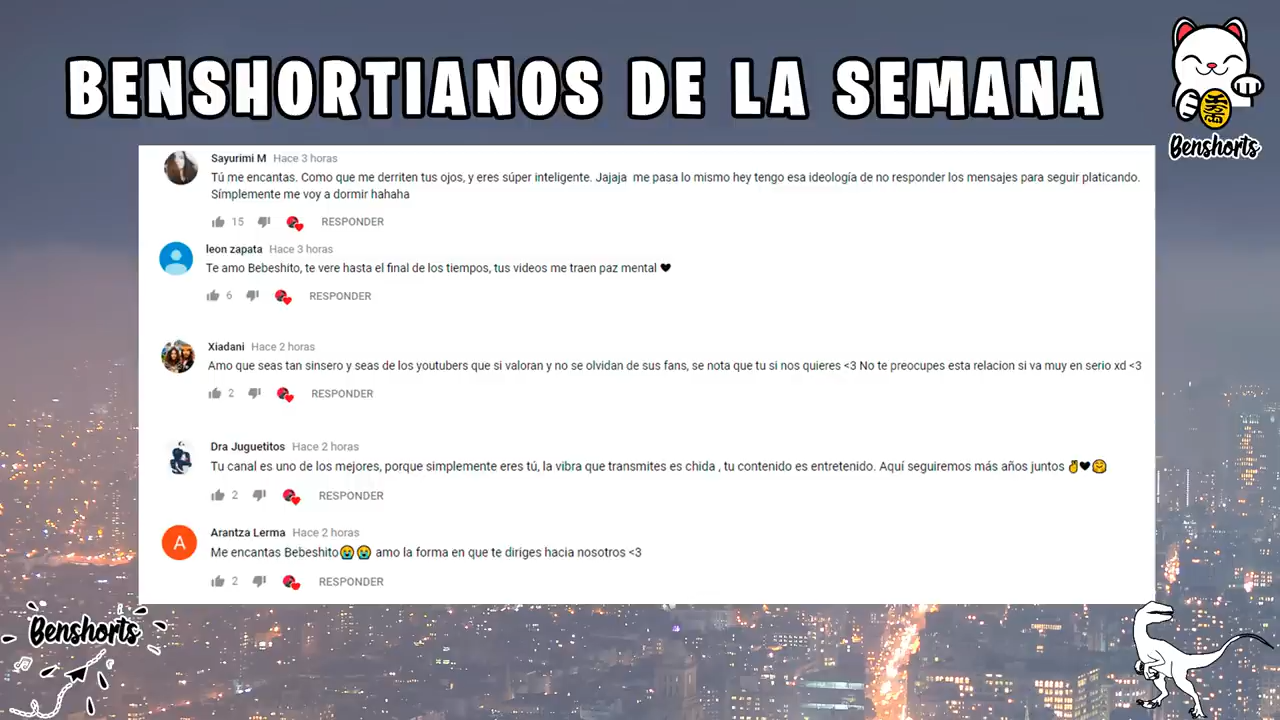 BENSHORTIANOS DE LA SEMANA
Benshorts
Sayurimi M Hace 3 horas
Tú me encantas. Como que me derriten tus ojos, y eres súper inteligente. Jajaja me pasa lo mismo hey tengo esa ideología de no responder los mensajes para seguir platicando.
Símplemente me voy a dormir hahaha
15 RESPONDER
leon zapata Hace 3 horas
Te amo Bebeshito, te vere hasta el final de los tiempos, tus videos me traen paz mental 🖤
6 RESPONDER
Xiadani Hace 2 horas
Amo que seas tan sinsero y seas de los youtubers que si valoran y no se olvidan de sus fans, se nota que tu si nos quieres <3 No te preocupes esta relacion si va muy en serio xd <3
2 RESPONDER
Dra Juguetitos Hace 2 horas
Tu canal es uno de los mejores, porque simplemente eres tú, la vibra que transmites es chida , tu contenido es entretenido. Aquí seguiremos más años juntos ✌🖤🤗
2 RESPONDER
A
Arantza Lerma Hace 2 horas
Me encantas Bebeshito😭😭 amo la forma en que te diriges hacia nosotros <3
2 RESPONDER
Benshorts